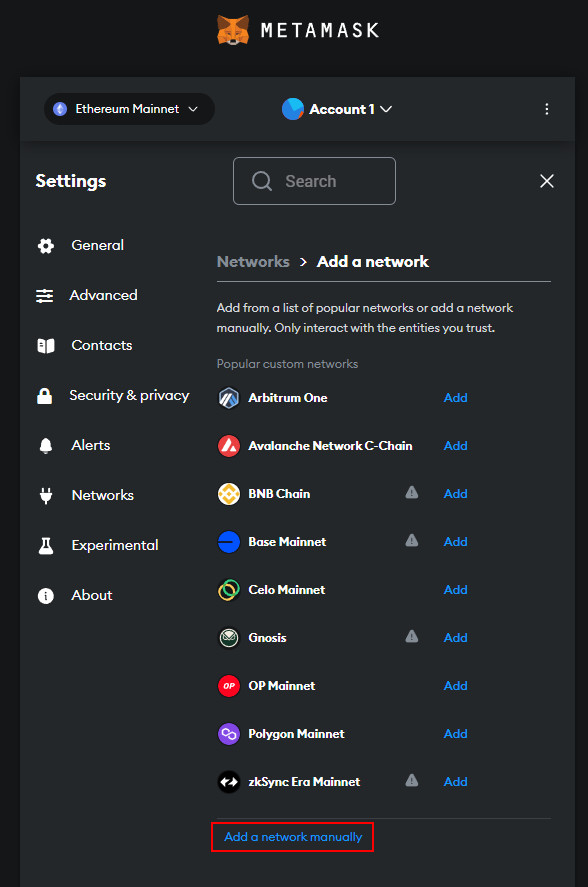 METAMASK
Ethereum Mainnet
Account 1
Settings
Search
General
Advanced
Contacts
Security & privacy
Alerts
Networks
Experimental
About
Networks > Add a network
Add from a list of popular networks or add a network
manually. Only interact with the entities you trust.
Popular custom networks
Arbitrum One Add
Avalanche Network C-Chain Add
BNB Chain Add
Base Mainnet Add
Celo Mainnet Add
Gnosis Add
OP OP Mainnet Add
Polygon Mainnet Add
zkSync Era Mainnet Add
Add a network manually